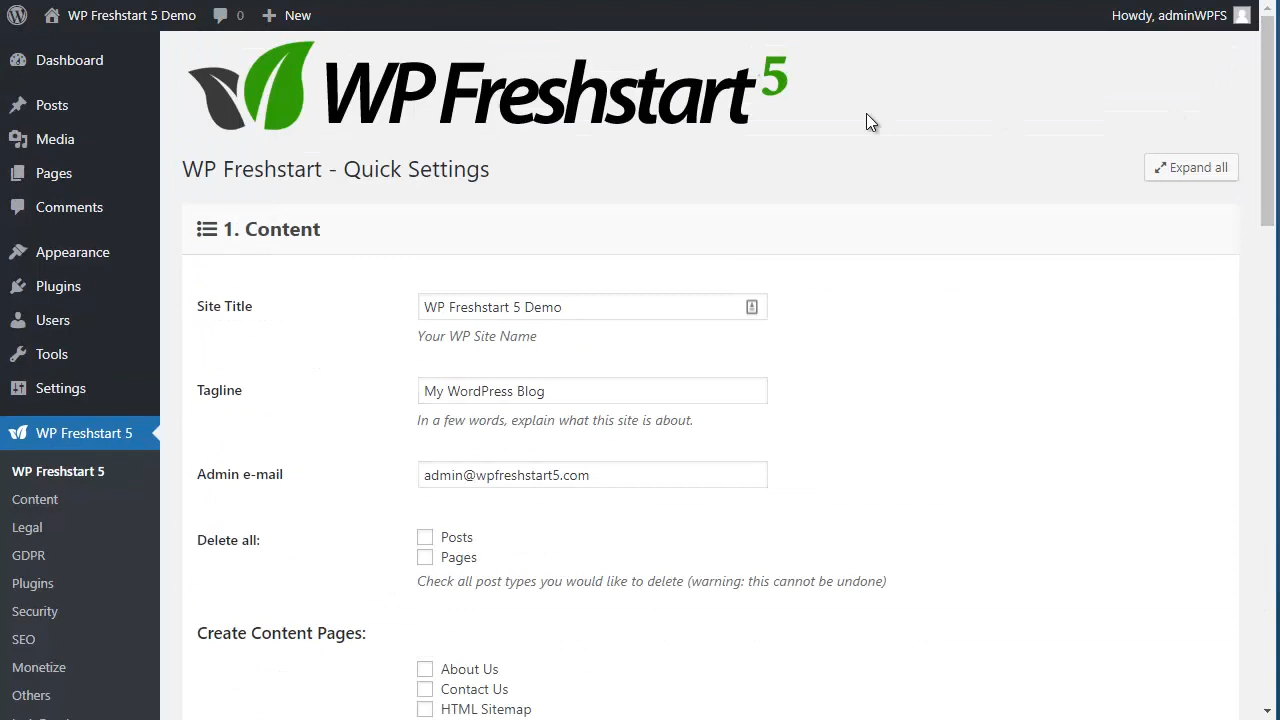 WP Freshstart 5 Demo
0
New
Howdy, adminWPFS
Dashboard
Posts
Media
Pages
Comments
Appearance
Plugins
Users
Tools
Settings
WP Freshstart 5
WP Freshstart 5
Content
Legal
GDPR
Plugins
Security
SEO
Monetize
Others
WP Freshstart 5
WP Freshstart - Quick Settings
Expand all
1. Content
Site Title
WP Freshstart 5 Demo
Your WP Site Name
Tagline
My WordPress Blog
In a few words, explain what this site is about.
Admin e-mail
admin@wpfreshstart5.com
Delete all:
Posts
Pages
Check all post types you would like to delete (warning: this cannot be undone)
Create Content Pages:
About Us
Contact Us
HTML Sitemap